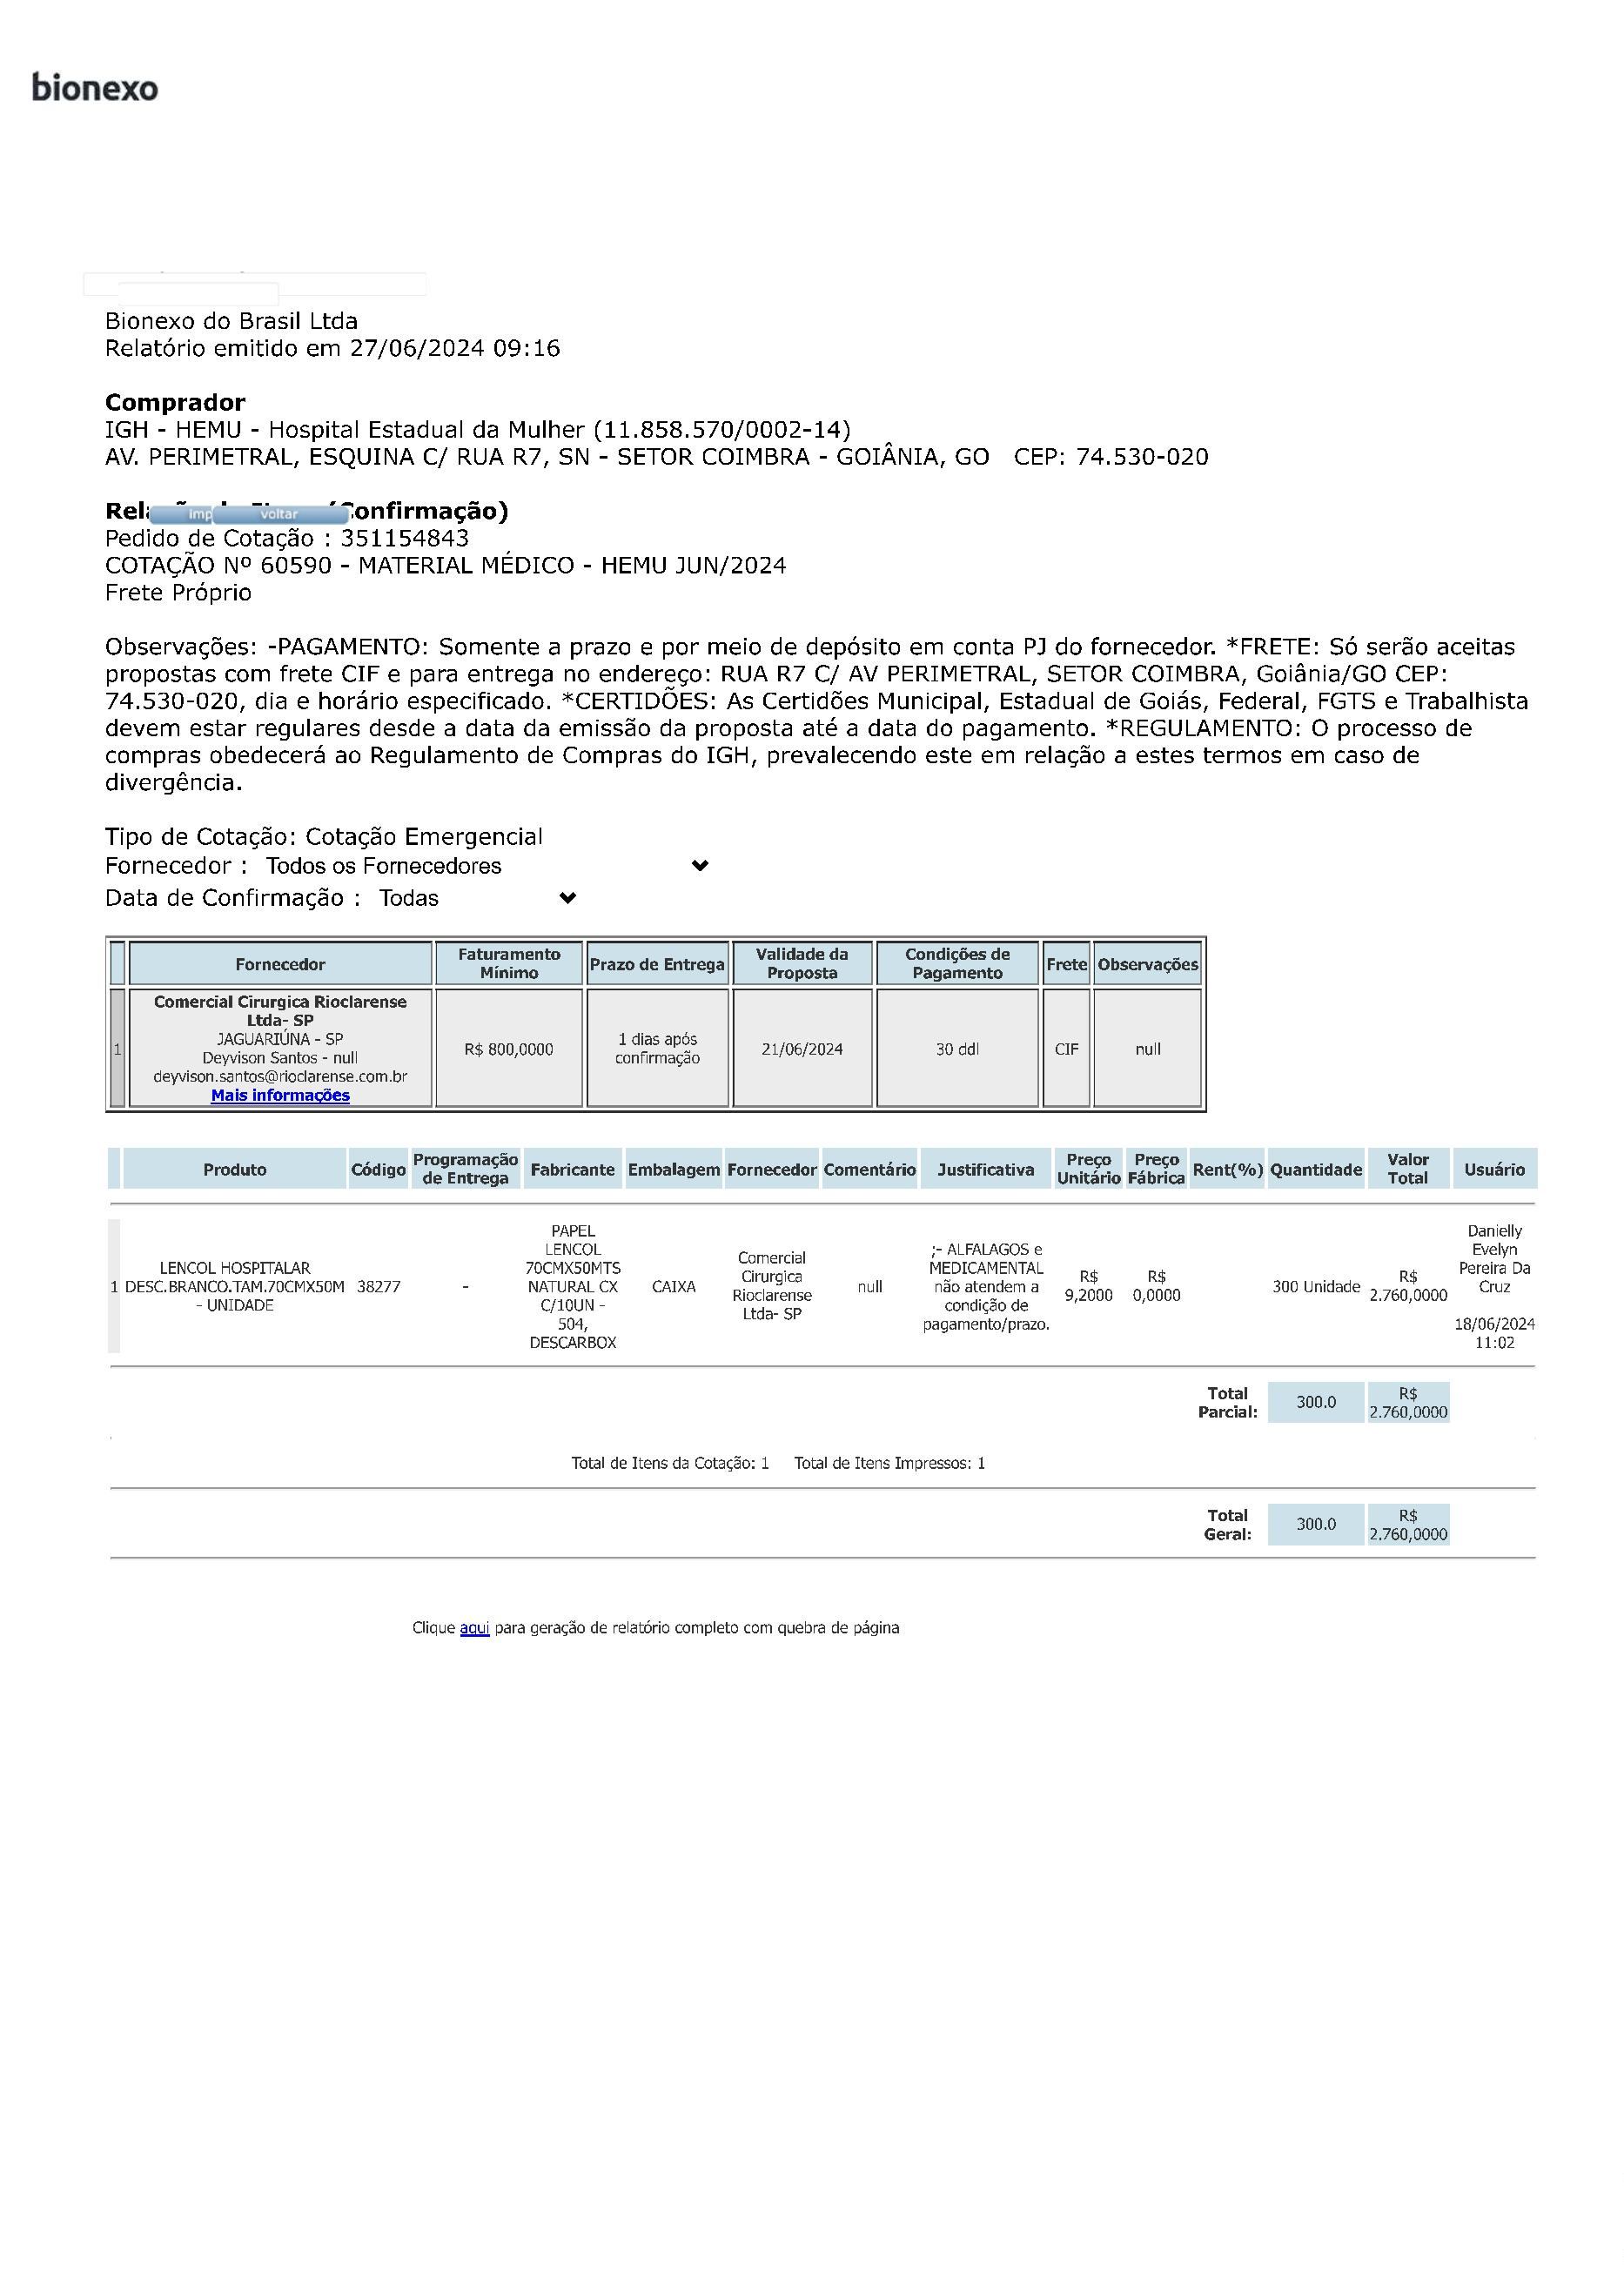 bionexo
Bionexo do Brasil Ltda
Relatório emitido em 27/06/2024 09:16
Comprador
IGH - HEMU - Hospital Estadual da Mulher (11.858.570/0002-14)
AV. PERIMETRAL, ESQUINA C/ RUA R7, SN - SETOR COIMBRA - GOIÂNIA, GO CEP: 74.530-020
(Confirmação)
imp voltar
Pedido de Cotação : 351154843
COTAÇÃO Nº 60590 - MATERIAL MÉDICO - HEMU JUN/2024
Frete Próprio
Observações: -PAGAMENTO: Somente a prazo e por meio de depósito em conta PJ do fornecedor. *FRETE: Só serão aceitas
propostas com frete CIF e para entrega no endereço: RUA R7 C/ AV PERIMETRAL, SETOR COIMBRA, Goiânia/GO CEP:
74.530-020, dia e horário especificado. *CERTIDÕES: As Certidões Municipal, Estadual de Goiás, Federal, FGTS e Trabalhista
devem estar regulares desde a data da emissão da proposta até a data do pagamento. *REGULAMENTO: O processo de
compras obedecerá ao Regulamento de Compras do IGH, prevalecendo este em relação a estes termos em caso de
divergência.
Tipo de Cotação: Cotação Emergencial
Fornecedor : Todos os Fornecedores
Data de Confirmação : Todas
Fornecedor
Faturamento
Mínimo
Prazo de Entrega
Validade da
Proposta
Condições de
Pagamento
Frete
Observações
1
Comercial Cirurgica Rioclarense
Ltda- SP
JAGUARIÚNA - SP
Deyvison Santos - null
deyvison.santos@rioclarense.com.br
Mais informações
R$ 800,0000
1 dias após
confirmação
21/06/2024
30 ddl
CIF
null
Produto
Código
Programação
de Entrega
Fabricante
Embalagem
Fornecedor
Comentário
Justificativa
Preço
Unitário
Preço
Fábrica
Rent(%)
Quantidade
Valor
Total
Usuário
1
LENCOL HOSPITALAR
DESC.BRANCO.TAM.70CMX50M
- UNIDADE
38277
-
PAPEL
LENCOL
70CMX50MTS
NATURAL CX
C/10UN -
504,
DESCARBOX
CAIXA
Comercial
Cirurgica
Rioclarense
Ltda- SP
null
;- ALFALAGOS e
MEDICAMENTAL
não atendem a
condição de
pagamento/prazo.
R$
9,2000
R$
0,0000
300 Unidade
R$
2.760,0000
Danielly
Evelyn
Pereira Da
Cruz
18/06/2024
11:02
Total
Parcial:
300.0
R$
2.760,0000
Total de Itens da Cotação: 1 Total de Itens Impressos: 1
Total
Geral:
300.0
R$
2.760,0000
Clique aqui para geração de relatório completo com quebra de página